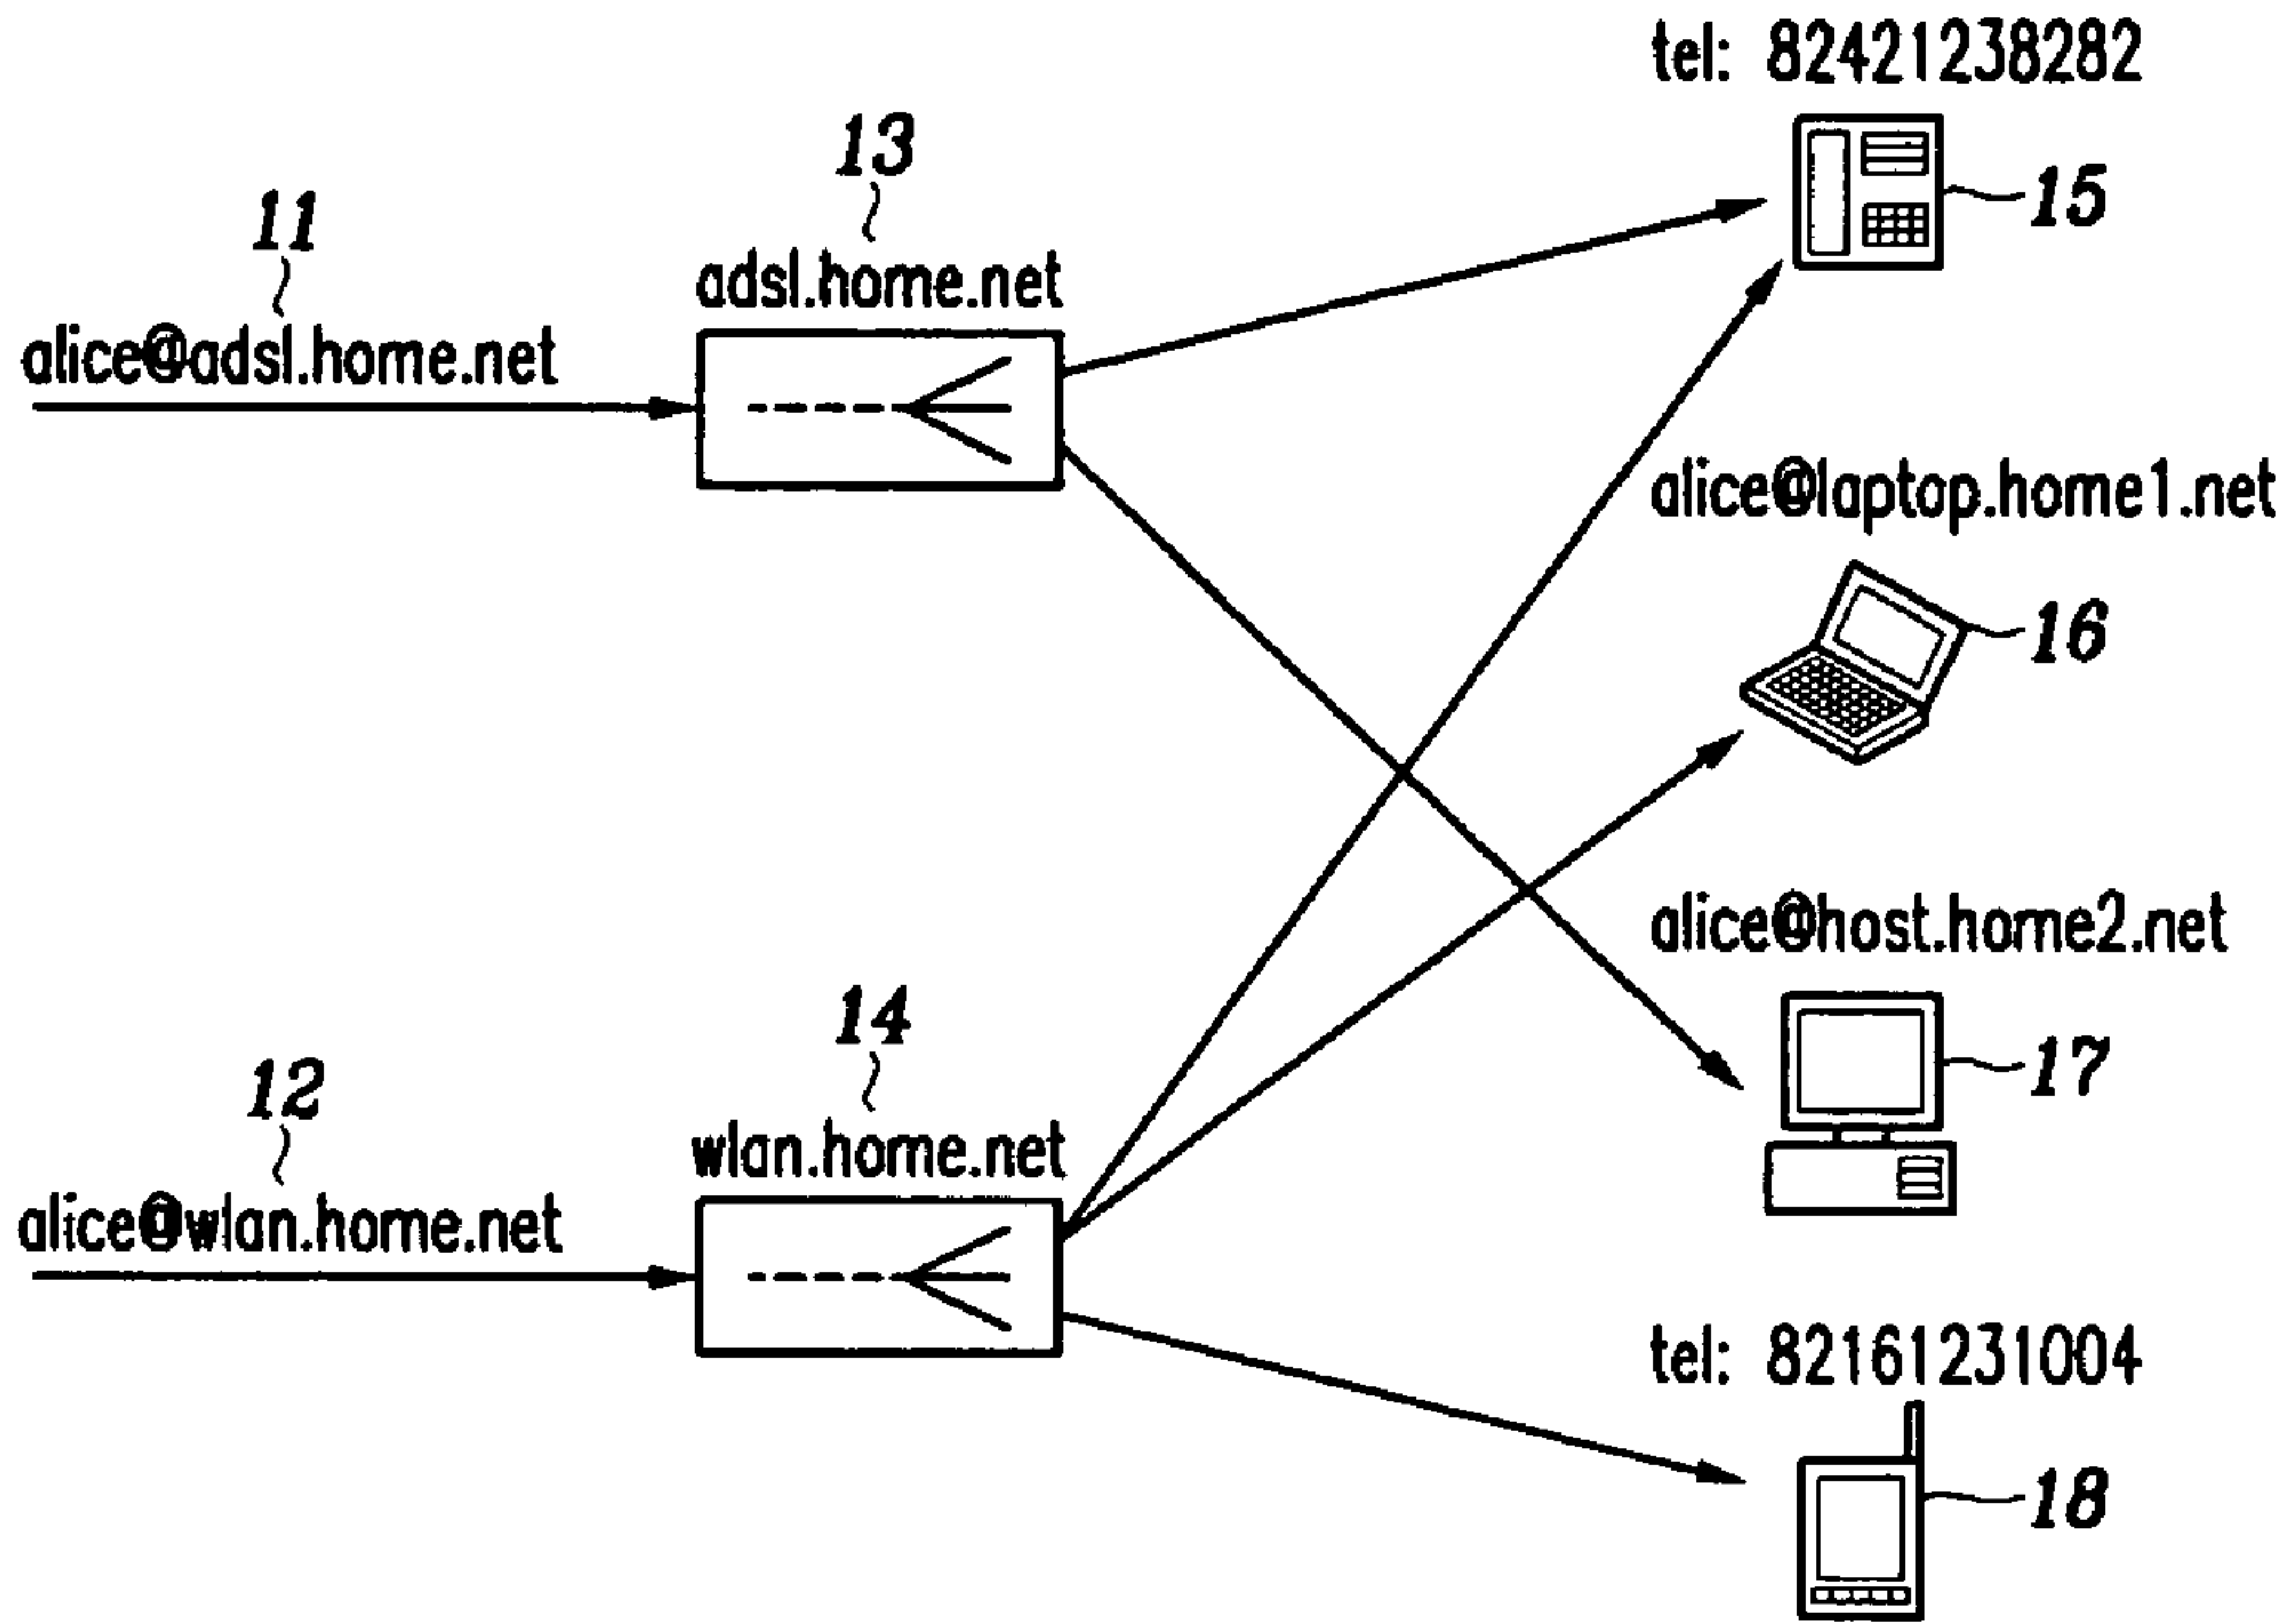 tel: 82421238282
13
15
11
adsl.home.net
alice@adsl.home.net
alice@laptop.home1.net
16
alice@host.home2.net
14
17
12
wlan.home.net
alice@wlan.home.net
tel: 82161231004
18